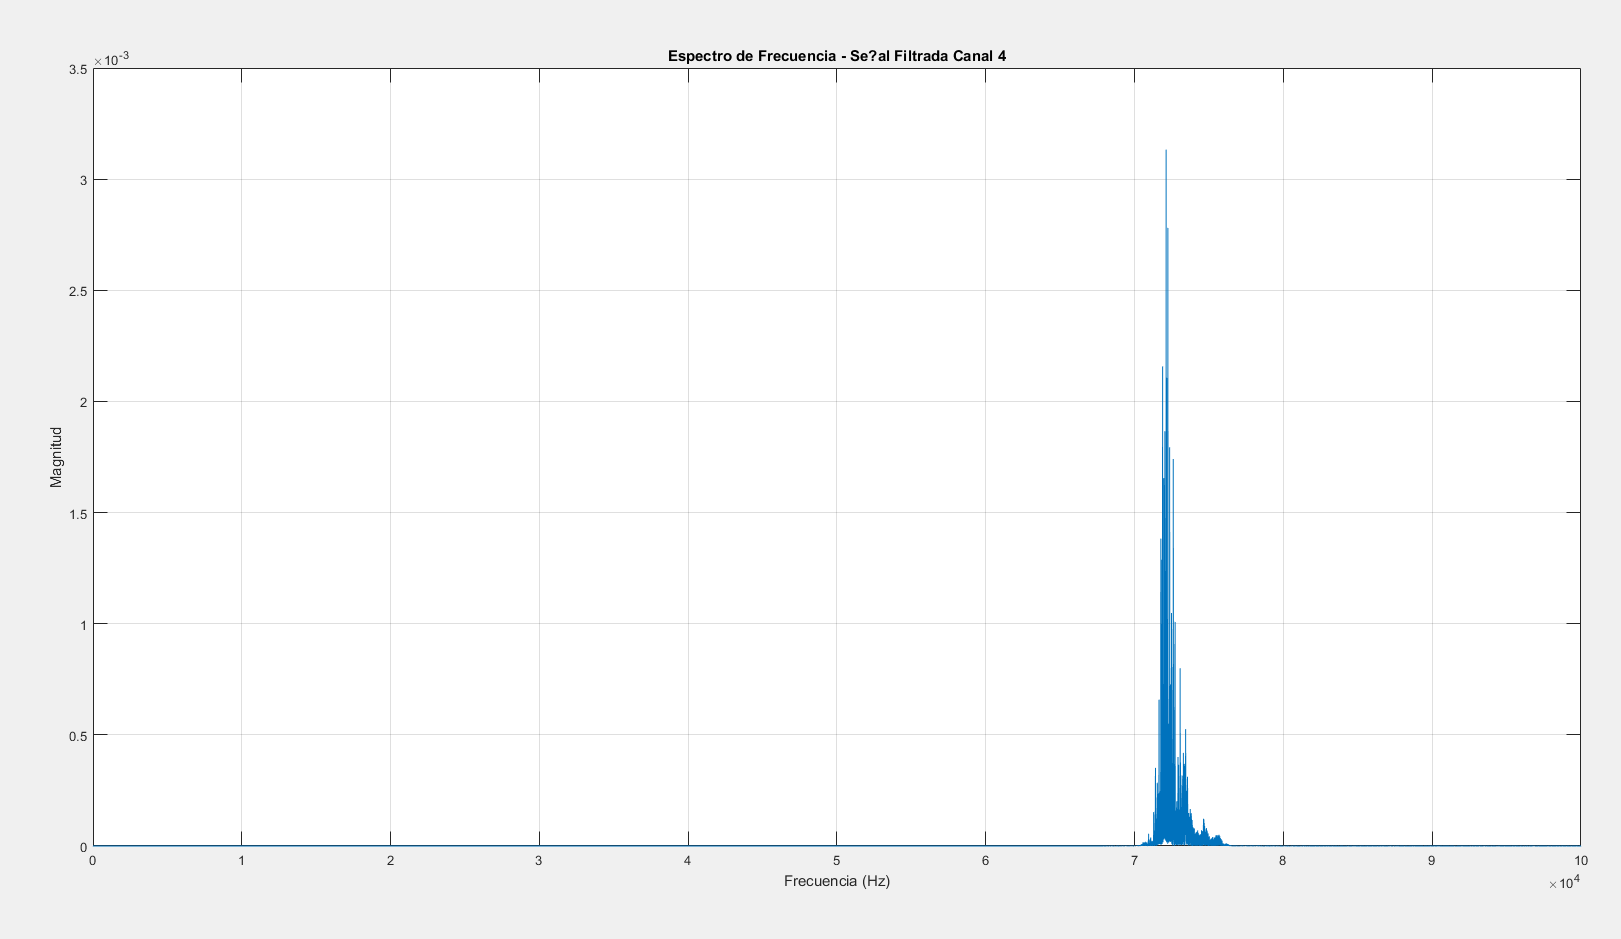 Espectro de Frecuencia - Se?al Filtrada Canal 4
×10^-3
3.5
3
2.5
2
1.5
1
0.5
0
Magnitud
0 1 2 3 4 5 6 7 8 9 10
Frecuencia (Hz)
×10^4